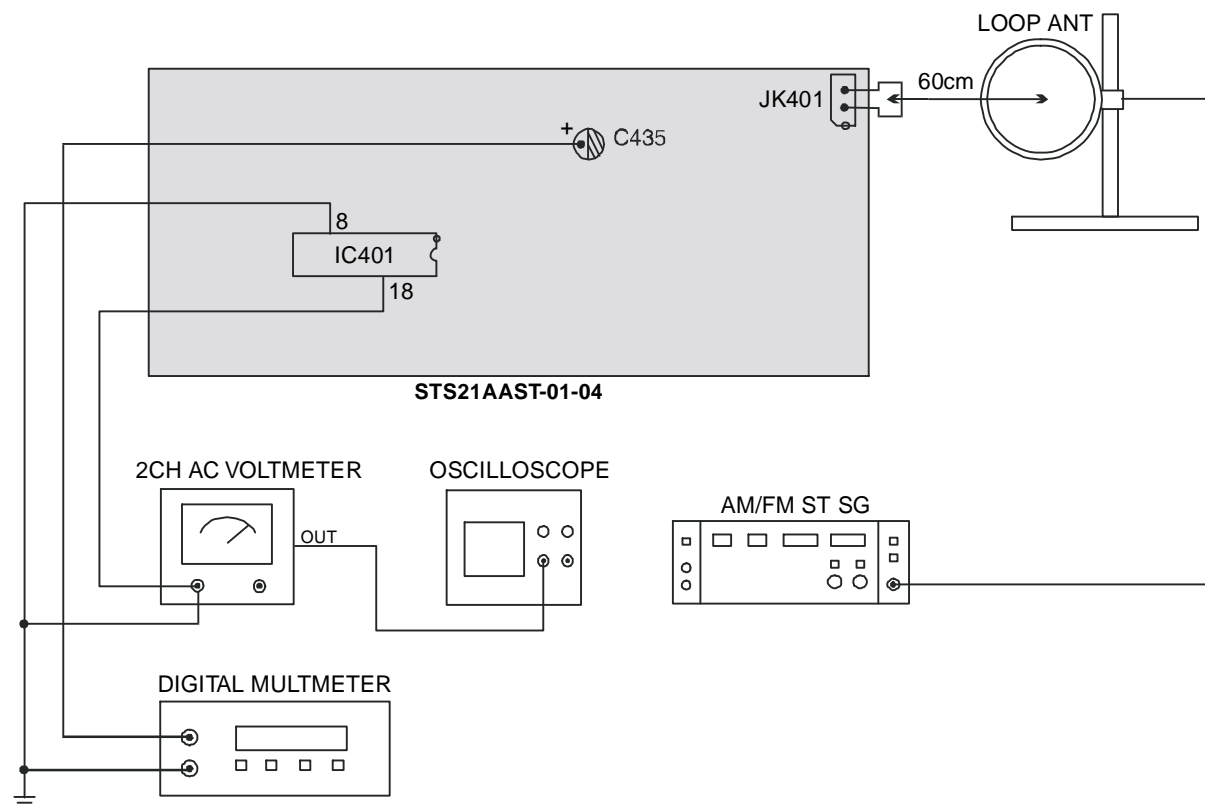 LOOP ANT
60cm
JK401
+
C435
8
IC401
18
STS21AAST-01-04
2CH AC VOLTMETER
OSCILLOSCOPE
AM/FM ST SG
OUT
DIGITAL MULTMETER